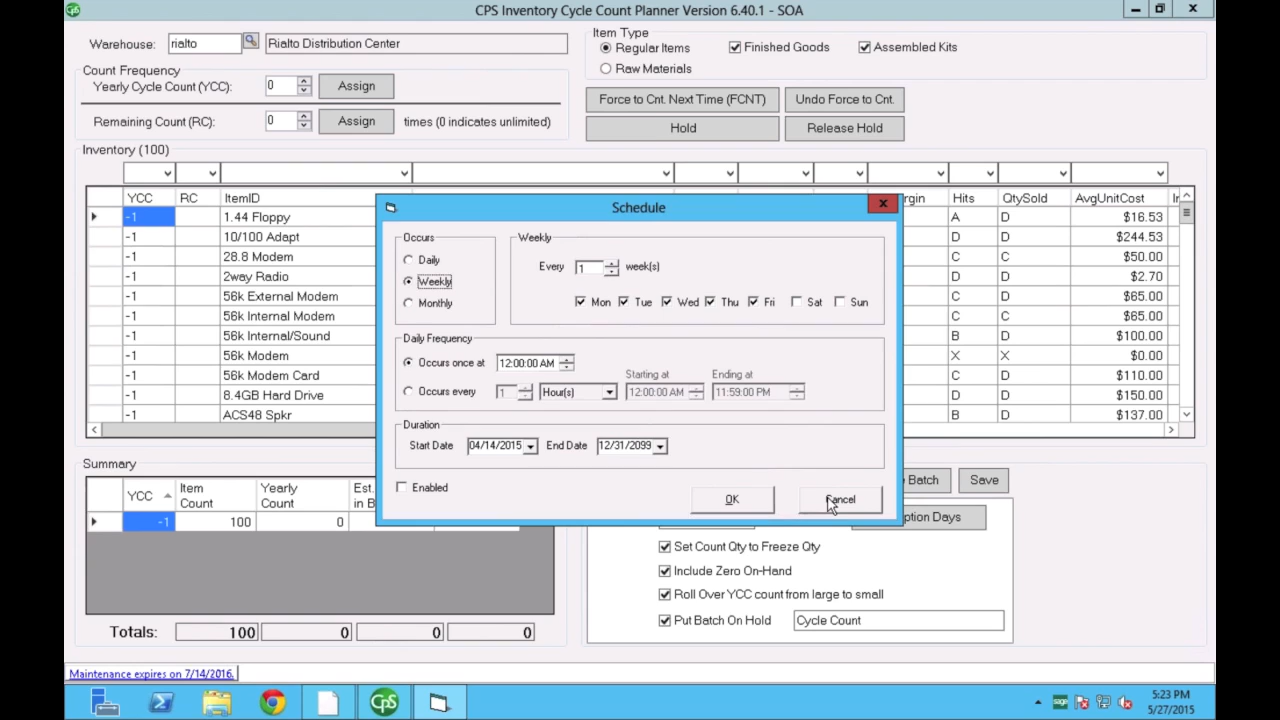 CPS Inventory Cycle Count Planner Version 6.40.1 - SOA
Warehouse: rialto Rialto Distribution Center
Item Type
Regular Items Finished Goods Assembled Kits
Raw Materials
Count Frequency
Yearly Cycle Count (YCC): 0 Assign
Remaining Count (RC): 0 Assign times (0 indicates unlimited)
Force to Cnt. Next Time (FCNT) Undo Force to Cnt.
Hold Release Hold
Inventory (100)
YCC RC ItemID Hits QtySold AvgUnitCost
-1 1.44 Floppy A D $16.53
-1 10/100 Adapt D D $244.53
-1 28.8 Modem C C $50.00
-1 2way Radio D D $2.70
-1 56k External Modem C C $65.00
-1 56k Internal Modem C C $65.00
-1 56k Internal/Sound B D $100.00
-1 56k Modem X X $0.00
-1 56k Modem Card C D $110.00
-1 8.4GB Hard Drive D D $150.00
-1 ACS48 Spkr B D $137.00
Schedule
Occurs
Daily
Weekly
Monthly
Weekly
Every 1 week(s)
Mon Tue Wed Thu Fri Sat Sun
Daily Frequency
Occurs once at 12:00:00 AM
Starting at Ending at
Occurs every 1 Hour(s) 12:00:00 AM 11:59:00 PM
Duration
Start Date 04/14/2015 End Date 12/31/2099
Enabled
OK Cancel
Summary
YCC Item Count Yearly Count Est.
in B
-1 100 0
Totals: 100 0 0 0
Batch Save
ption Days
Set Count Qty to Freeze Qty
Include Zero On-Hand
Roll Over YCC count from large to small
Put Batch On Hold Cycle Count
Maintenance expires on 7/14/2016.
CPS
sage
5:23 PM
5/27/2015